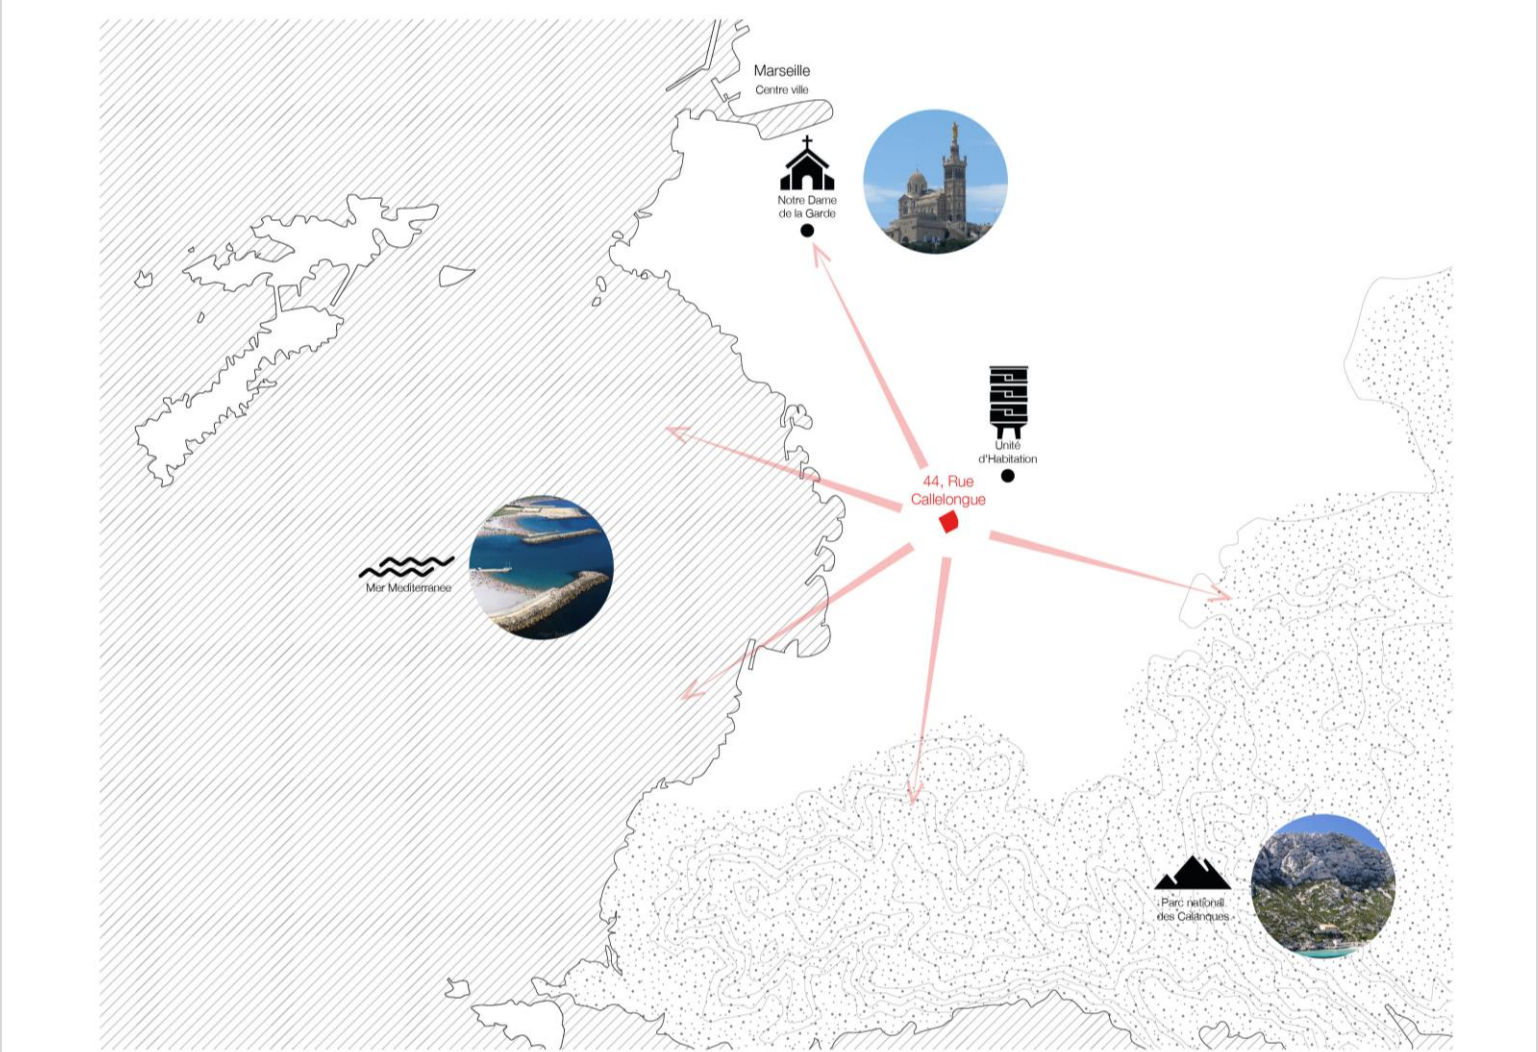 Marseille
Centre ville
Notre Dame
de la Garde
Unité
d'Habitation
44, Rue
Callelongue
Mer Mediterranee
Parc national
des Calanques